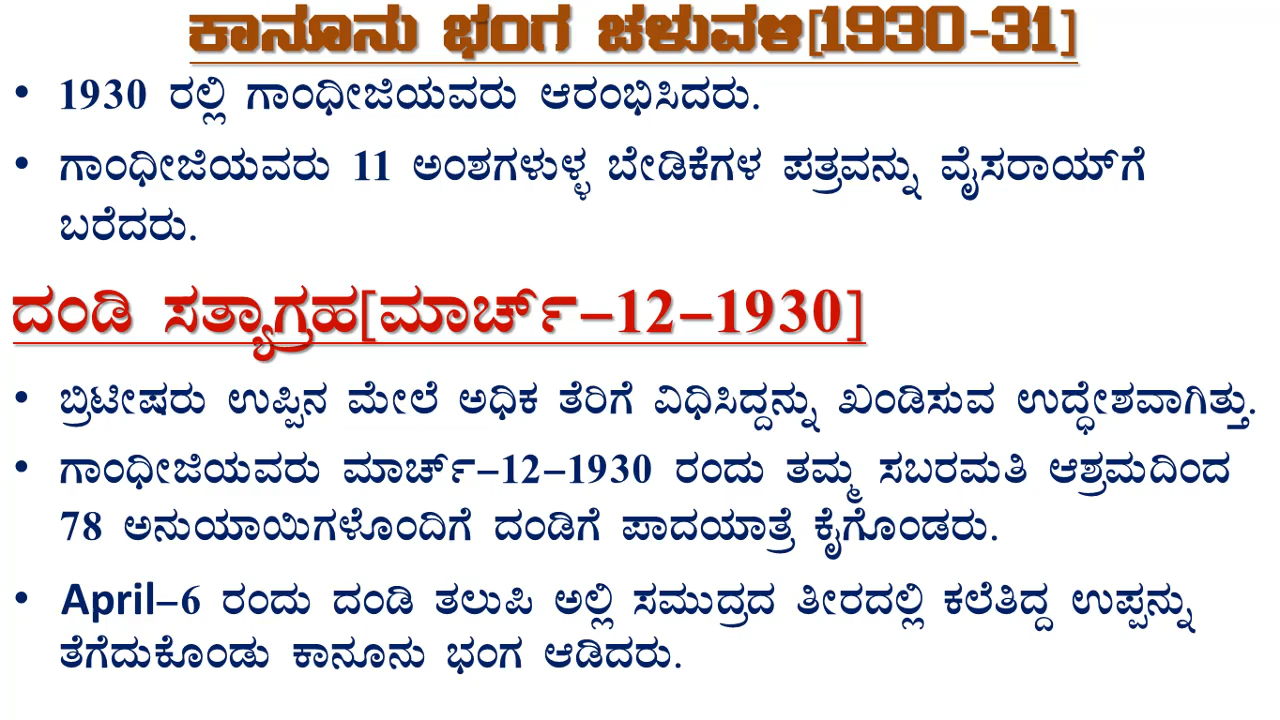 ಕಾನೂನು ಭಂಗ ಚಳುವಳಿ[1930-31]
• 1930 ರಲ್ಲಿ ಗಾಂಧೀಜಿಯವರು ಆರಂಭಿಸಿದರು.
• ಗಾಂಧೀಜಿಯವರು 11 ಅಂಶಗಳುಳ್ಳ ಬೇಡಿಕೆಗಳ ಪತ್ರವನ್ನು ವೈಸರಾಯ್‌ಗೆ
ಬರೆದರು.
ದಂಡಿ ಸತ್ಯಾಗ್ರಹ[ಮಾರ್ಚ್–12–1930]
• ಬ್ರಿಟೀಷರು ಉಪ್ಪಿನ ಮೇಲೆ ಅಧಿಕ ತೆರಿಗೆ ವಿಧಿಸಿದ್ದನ್ನು ಖಂಡಿಸುವ ಉದ್ಧೇಶವಾಗಿತ್ತು.
• ಗಾಂಧೀಜಿಯವರು ಮಾರ್ಚ್–12–1930 ರಂದು ತಮ್ಮ ಸಬರಮತಿ ಆಶ್ರಮದಿಂದ
78 ಅನುಯಾಯಿಗಳೊಂದಿಗೆ ದಂಡಿಗೆ ಪಾದಯಾತ್ರೆ ಕೈಗೊಂಡರು.
• April–6 ರಂದು ದಂಡಿ ತಲುಪಿ ಅಲ್ಲಿ ಸಮುದ್ರದ ತೀರದಲ್ಲಿ ಕಲೆತಿದ್ದ ಉಪ್ಪನ್ನು
ತೆಗೆದುಕೊಂಡು ಕಾನೂನು ಭಂಗ ಆಡಿದರು.